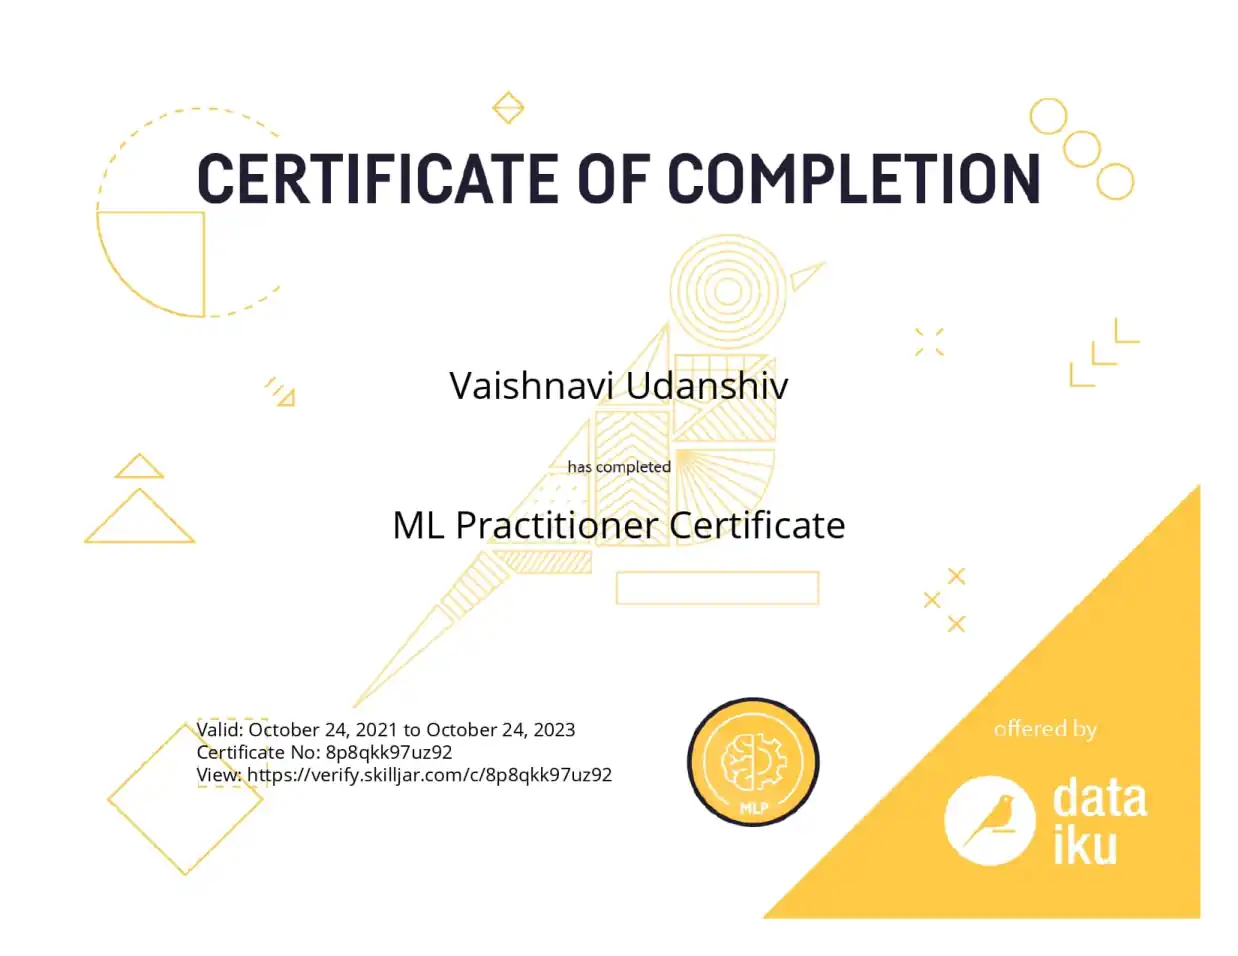 CERTIFICATE OF COMPLETION
Vaishnavi Udanshiv
has completed
ML Practitioner Certificate
Valid: October 24, 2021 to October 24, 2023
Certificate No: 8p8qkk97uz92
View: https://verify.skilljar.com/c/8p8qkk97uz92
MLP
offered by
data
iku